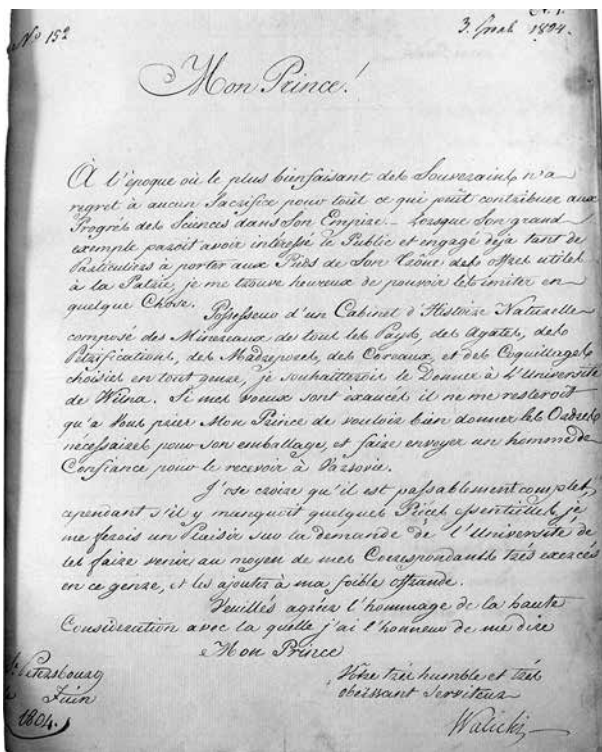 No 152
3. 1804.
Mon Prince!
À l'époque où le plus bienfaisant des Souverains n'a
regret à aucun Sacrifice pour tout ce qui peut contribuer aux
Progrès des Sciences dans Son Empire — Lorsque Son grand
exemple paroit avoir intéressé le Public et engagé deja tant de
Particuliers à porter aux Pieds de Son Trône des offres utiles
à la Patrie, je me trouve heureux de pouvoir les imiter en
quelque Chose.
Possesseur d'un Cabinet d'Histoire Naturelle
composé des Mineraux de tous les Pays, des Agates, des
Pétrifications, des Madrepores, des Coraux, et des Coquillages
choisies en tout genre, je souhaitterois le Donner à L'Université
de Wilna. Si mes voeux sont éxaucés il ne me resteroit
qu'à Vous prier Mon Prince de vouloir bien donner les Ordres
nécessaires pour son emballage, et faire envoyer un homme de
Confiance pour le recevoir à Varsovie.
J'ose croire qu'il est passablement complet,
cependant s'il y manquoit quelques Pièces essentielles, je
me ferois un Plaisir sur la demande de l'Université de
les faire venir au moyen de mes Correspondants très exercés
en ce genre, et les ajouter à ma foible offrande.
Veuillés agréer l'hommage de la haute
Considération avec la quelle j'ai l'honneur de me dire
Mon Prince
Vôtre très humble et très
obeissant Serviteur
Walicki
St Petersbourg
Juin
1804.